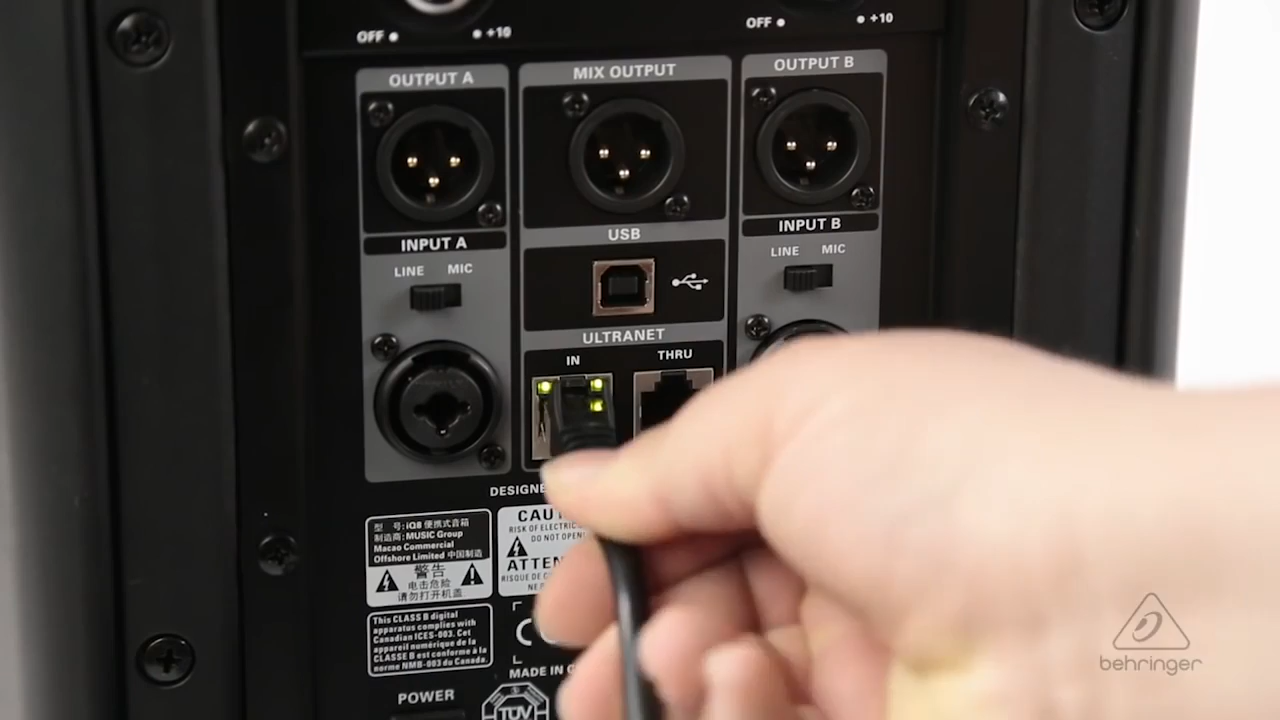 OFF +10
OFF +10
OUTPUT A
MIX OUTPUT
OUTPUT B
INPUT A
USB
INPUT B
LINE MIC
LINE MIC
ULTRANET
IN THRU
DESIGNE
型 号: iQ8 便携式音箱
制造商: MUSIC Group
Macao Commercial
Offshore Limited 中国制造
警告
电击危险
请勿打开机盖
CAUT
RISK OF ELECTRIC
DO NOT OPEN
ATTEN
RISQUE DE C
NE
This CLASS B digital
apparatus complies with
Canadian ICES-003. Cet
appareil numérique de la
CLASSE B est conforme à la
norme NMB-003 du Canada.
MADE IN C
POWER
TÜV
behringer